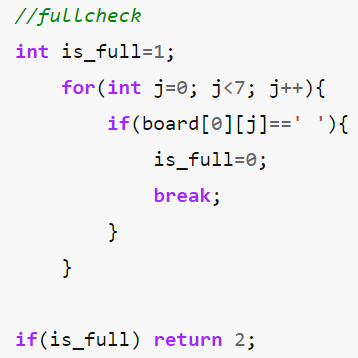 //fullcheck
int is_full=1;
    for(int j=0; j<7; j++){
        if(board[0][j]==' '){
            is_full=0;
            break;
        }
    }

if(is_full) return 2;